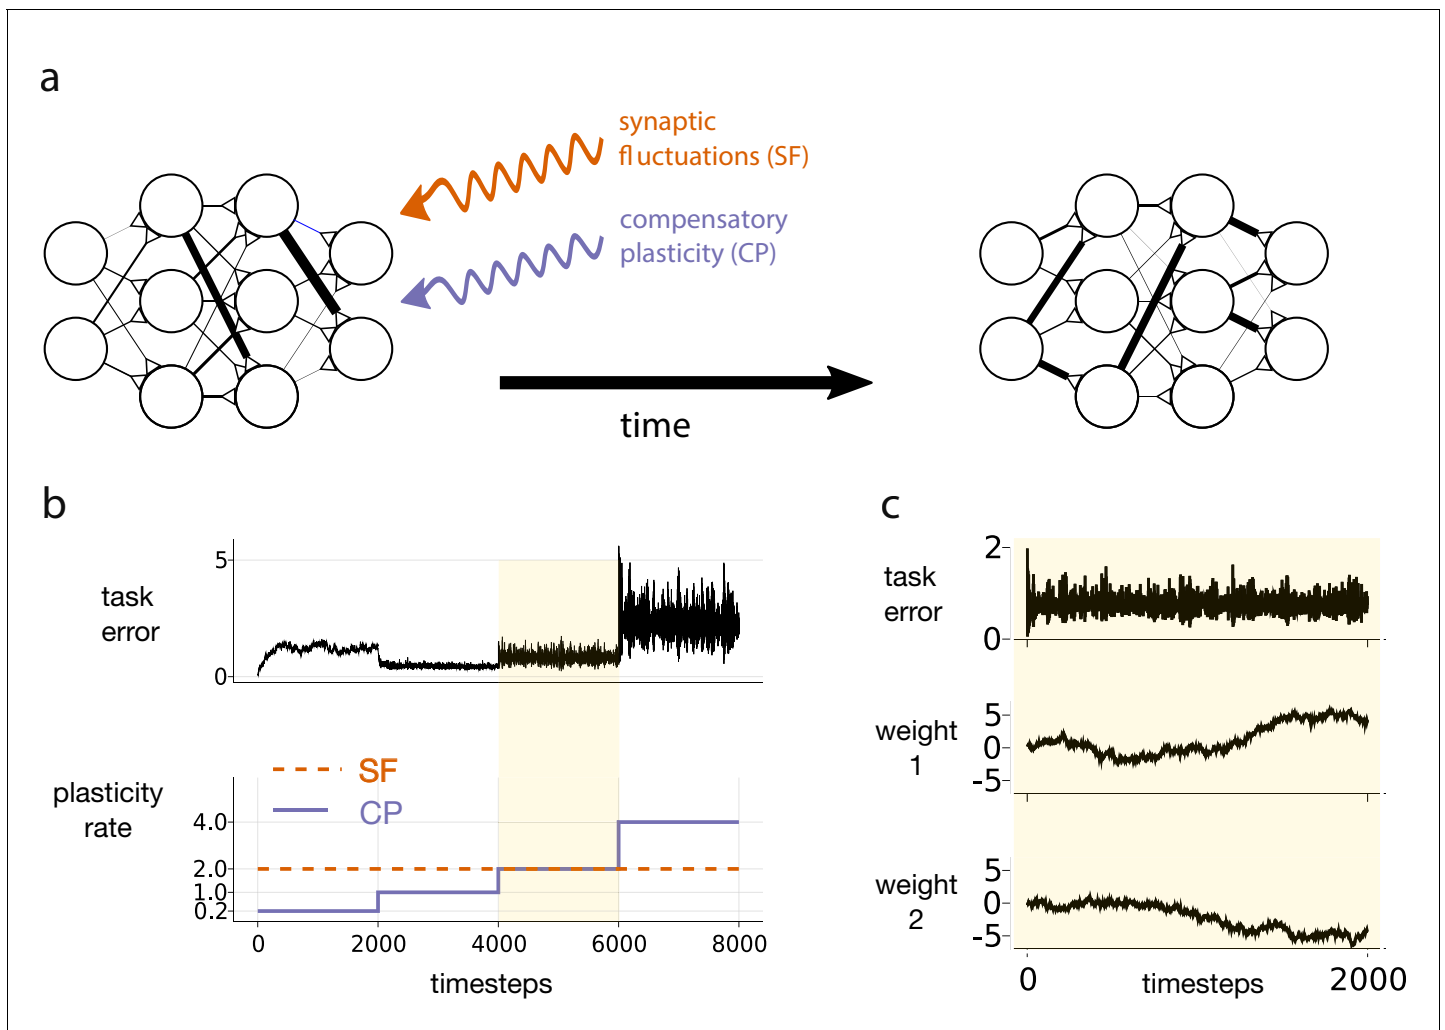 a
synaptic
fluctuations (SF)
compensatory
plasticity (CP)
time
b
task
error
5
0
SF
CP
plasticity
rate
4.0
2.0
1.0
0.2
0 2000 4000 6000 8000
timesteps
c
task
error
2
0
weight
1
5
0
-5
weight
2
5
0
-5
0 timesteps 2000